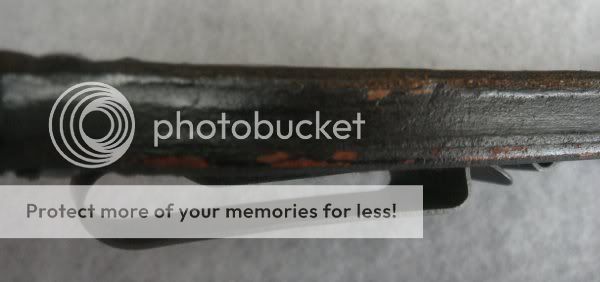 photobucket
Protect more of your memories for less!